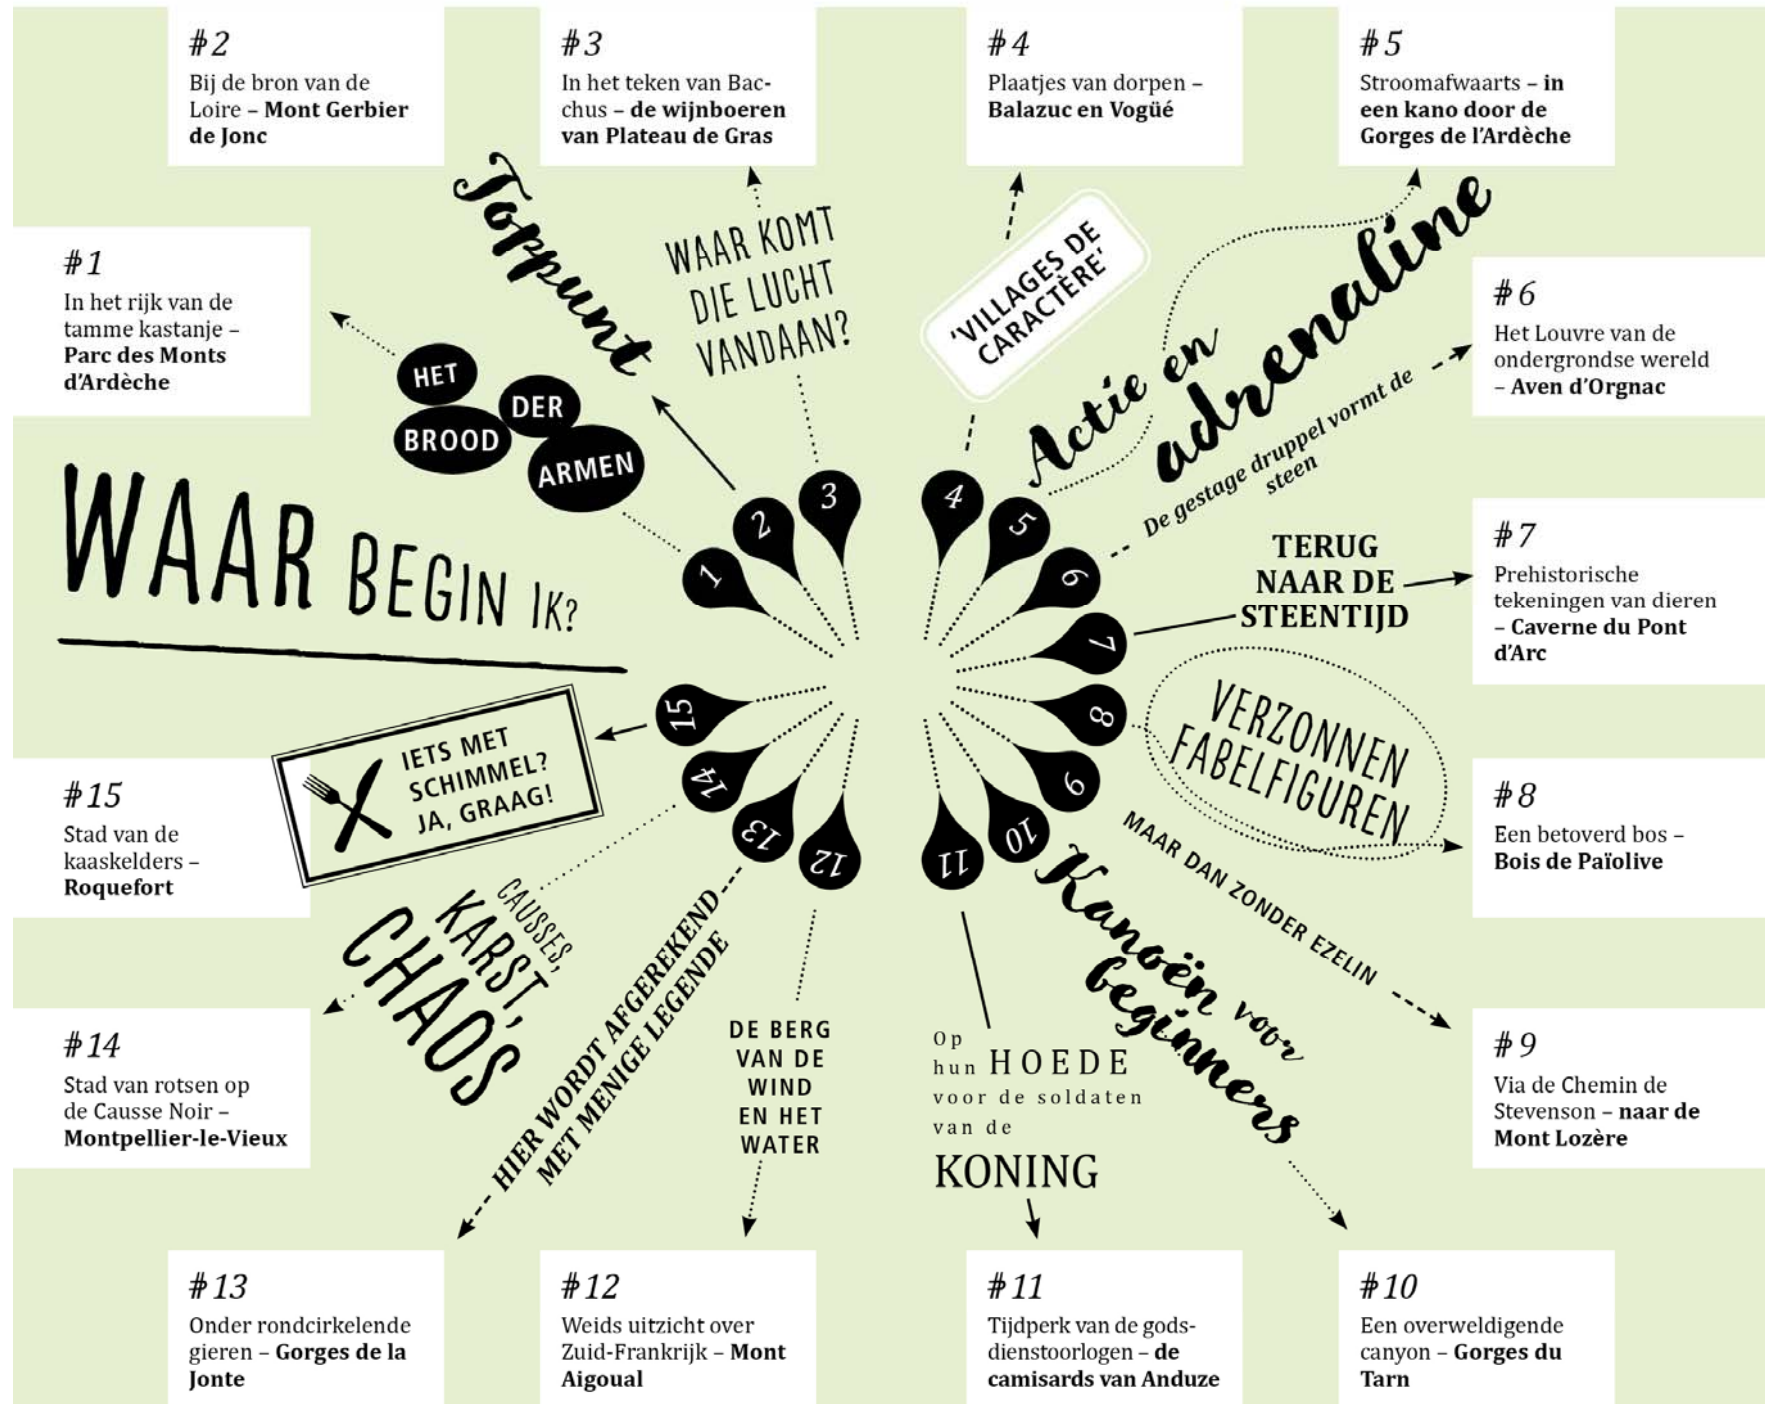 #2
Bij de bron van de
Loire – Mont Gerbier
de Jonc
#3
In het teken van Bac-
chus – de wijnboeren
van Plateau de Gras
#4
Plaatjes van dorpen –
Balazuc en Vogüé
#5
Stroomafwaarts – in
een kano door de
Gorges de l'Ardèche
#1
In het rijk van de
tamme kastanje –
Parc des Monts
d'Ardèche
HET
BROOD
DER
ARMEN
Toppunt
WAAR KOMT
DIE LUCHT
VANDAAN?
'VILLAGES DE
CARACTÈRE'
Actie en
adrenaline
De gestage druppel vormt de
steen
#6
Het Louvre van de
ondergrondse wereld
– Aven d'Orgnac
WAAR BEGIN IK?
1
2
3
4
5
6
7
8
9
10
11
12
13
14
15
TERUG
NAAR DE
STEENTIJD
#7
Prehistorische
tekeningen van dieren
– Caverne du Pont
d'Arc
IETS MET
SCHIMMEL?
JA, GRAAG!
#15
Stad van de
kaaskelders –
Roquefort
VERZONNEN
FABELFIGUREN
#8
Een betoverd bos –
Bois de Païolive
CAUSSES,
KARST,
CHAOS
#14
Stad van rotsen op
de Causse Noir –
Montpellier-le-Vieux
HIER WORDT AFGEREKEND
MET MENIGE LEGENDE
DE BERG
VAN DE
WIND
EN HET
WATER
Op
hun HOEDE
voor de soldaten
van de
KONING
Kanoën voor
beginners
MAAR DAN ZONDER EZELIN
#9
Via de Chemin de
Stevenson – naar de
Mont Lozère
#13
Onder rondcirkelende
gieren – Gorges de la
Jonte
#12
Weids uitzicht over
Zuid-Frankrijk – Mont
Aigoual
#11
Tijdperk van de gods-
dienstoorlogen – de
camisards van Anduze
#10
Een overweldigende
canyon – Gorges du
Tarn